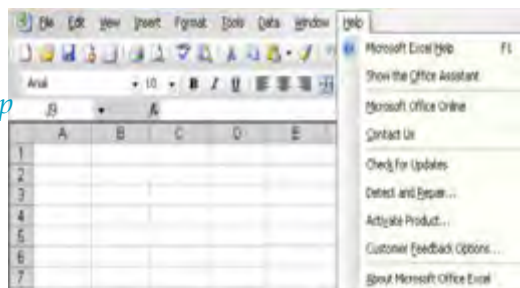 File Edit View Insert Format Tools Data Window Help
Arial 10 B I U
J9 fx
A B C D E
1
2
3
4
5
6
7
Microsoft Excel Help F1
Show the Office Assistant
Microsoft Office Online
Contact Us
Check for Updates
Detect and Repair...
Activate Product...
Customer Feedback Options...
About Microsoft Office Excel
p